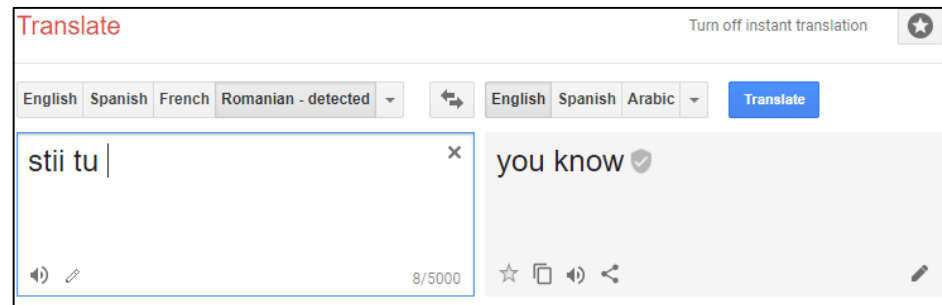 Translate
Turn off instant translation
English Spanish French Romanian - detected English Spanish Arabic Translate
stii tu
you know
8/5000